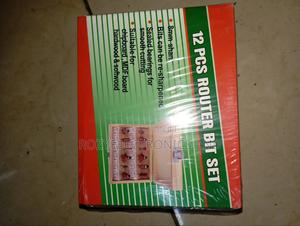 12 PCS ROUTER BIT SET
8mm shan
Bits can be re-sharpened
Sealed bearings for
smooth cutting
Suitable for
chipboard, MDF board
hardwood & softwood